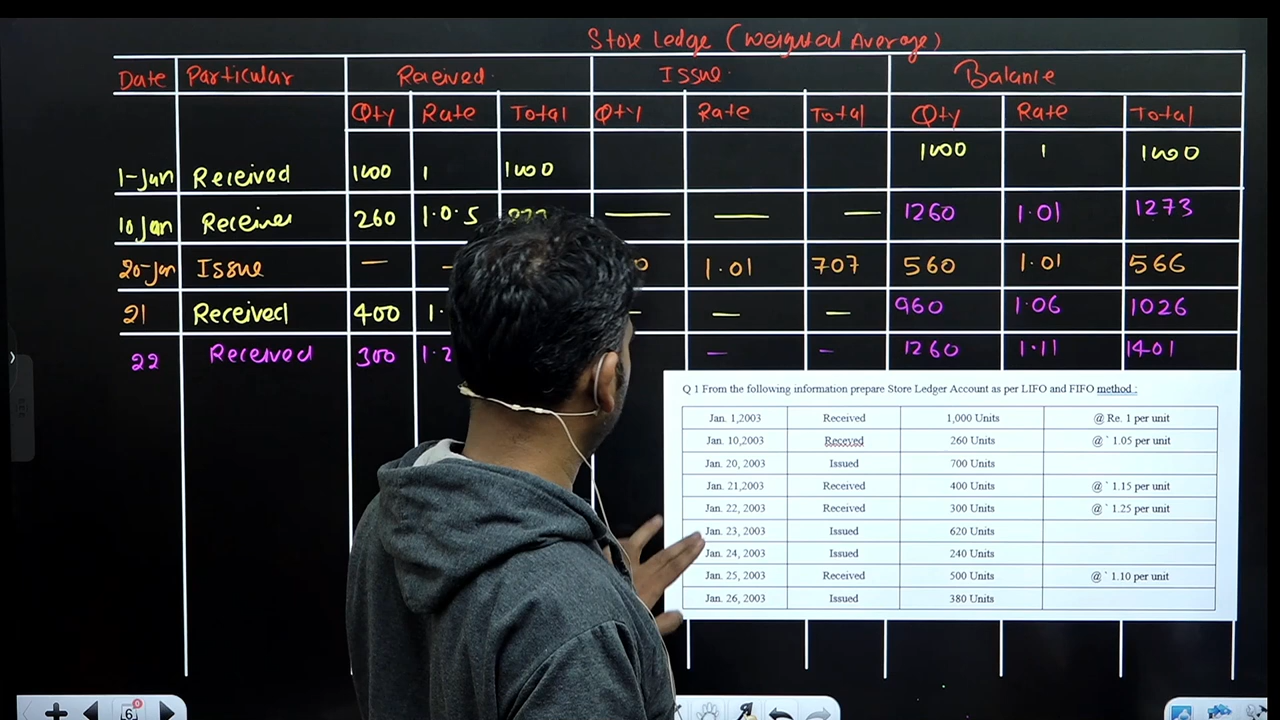 Store Ledge (Weighted Average)
Date Particular Raeived. Issue. Balance
Qty Rate Total Qty Rate Total Qty Rate Total
1-Jan Received 1000 1 1000 1000 1 1000
10 Jan 260 1.0.5 — — — 1260 1.01 1273
20-Jan Issue — 1.01 707 560 1.01 566
21 Received 400 — — 960 1.06 1026
22 Received 300 — — 1260 1.11 1401
Q 1 From the following information prepare Store Ledger Account as per LIFO and FIFO method :
Jan. 1,2003 Received 1,000 Units @ Re. 1 per unit
Jan. 10,2003 Receved 260 Units @ ` 1.05 per unit
Jan. 20, 2003 Issued 700 Units
Jan. 21,2003 Received 400 Units @ ` 1.15 per unit
Jan. 22, 2003 Received 300 Units @ ` 1.25 per unit
Jan. 23, 2003 Issued 620 Units
Jan. 24, 2003 Issued 240 Units
Jan. 25, 2003 Received 500 Units @ ` 1.10 per unit
Jan. 26, 2003 Issued 380 Units
6